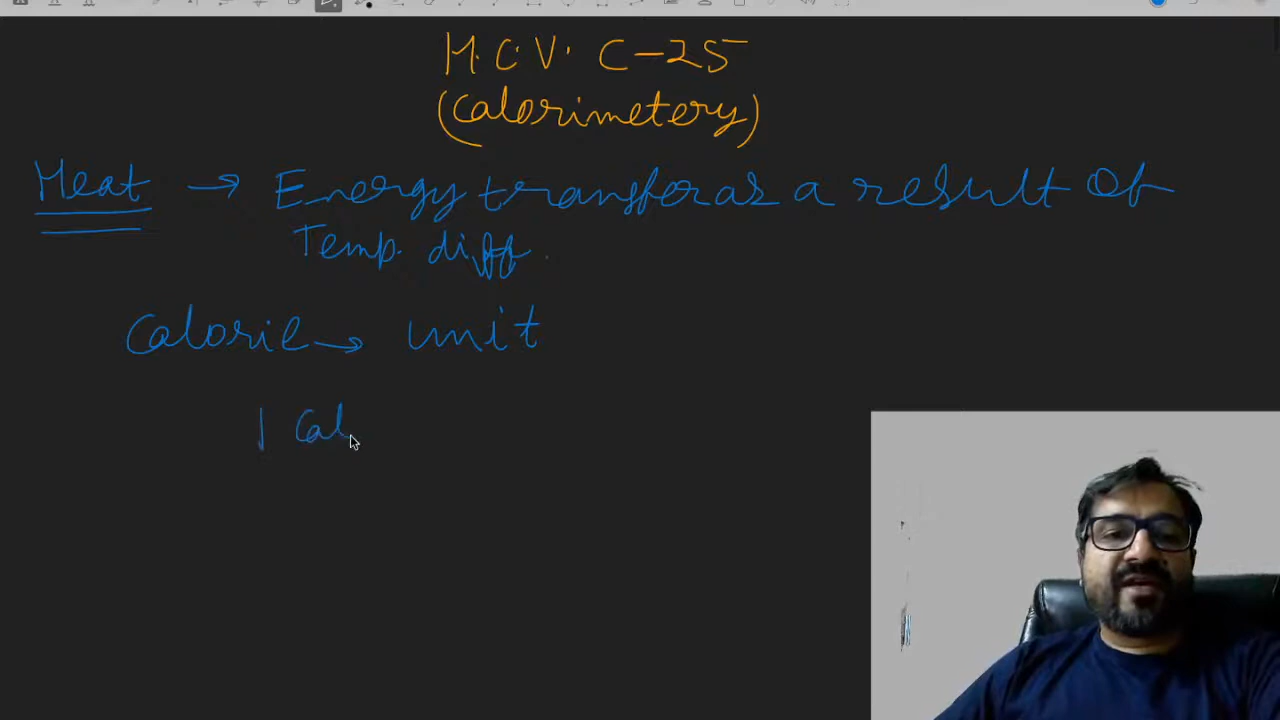 H.C.V. C-25
(Calorimetery)
Heat → Energy transfer as a result of
Temp. diff.
Calorie → unit
1 Cal